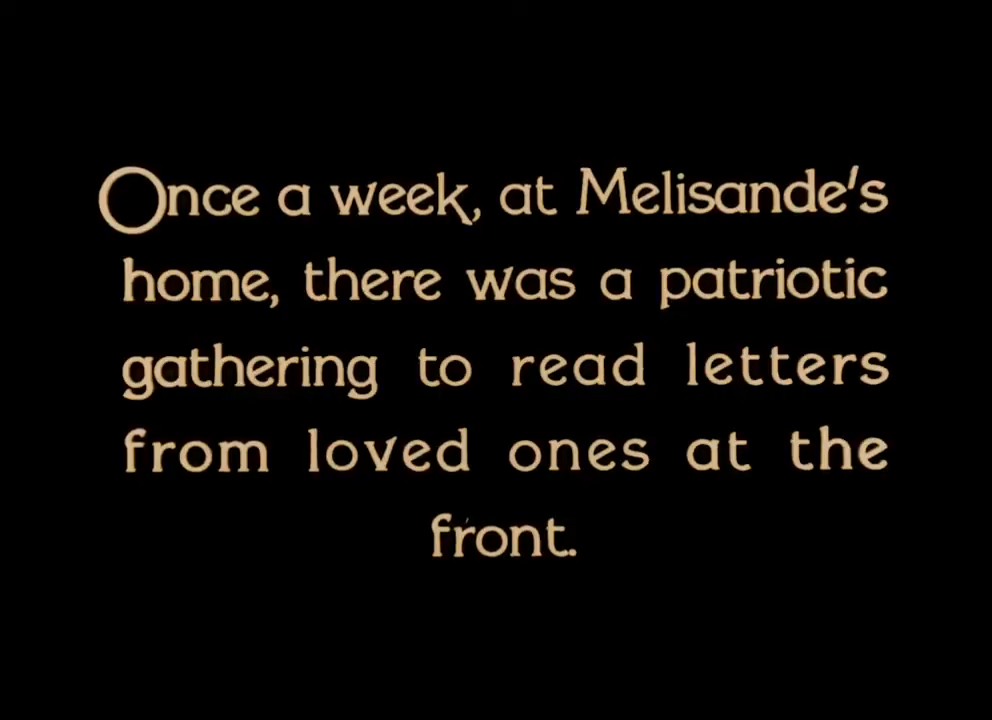 Once a week, at Melisande's
home, there was a patriotic
gathering to read letters
from loved ones at the
front.